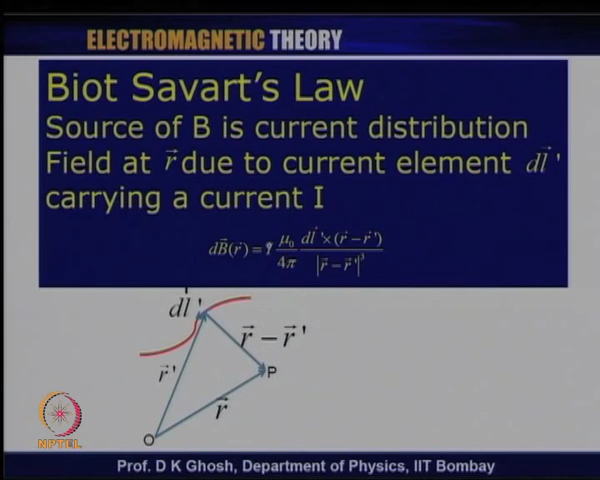 ELECTROMAGNETIC THEORY
Biot Savart's Law
Source of B is current distribution
Field at r⃗ due to current element dl⃗ '
carrying a current I
dB⃗(r⃗) = I μ₀/4π dl⃗ '×(r⃗ − r⃗ ')/|r⃗ − r⃗ '|³
dl⃗ '
r⃗ − r⃗ '
r⃗ '
P
r⃗
O
NPTEL
Prof. D K Ghosh, Department of Physics, IIT Bombay